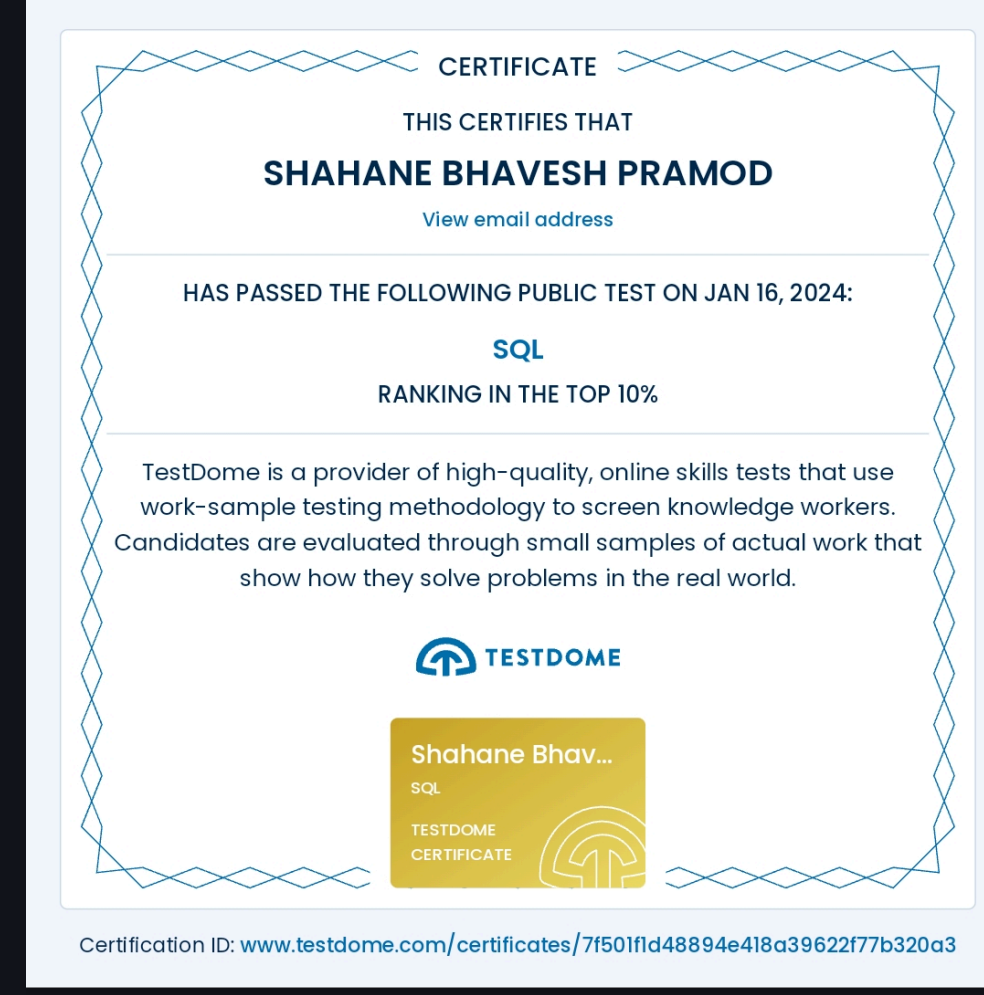 CERTIFICATE
THIS CERTIFIES THAT
SHAHANE BHAVESH PRAMOD
View email address
HAS PASSED THE FOLLOWING PUBLIC TEST ON JAN 16, 2024:
SQL
RANKING IN THE TOP 10%
TestDome is a provider of high-quality, online skills tests that use
work-sample testing methodology to screen knowledge workers.
Candidates are evaluated through small samples of actual work that
show how they solve problems in the real world.
TESTDOME
Shahane Bhav...
SQL
TESTDOME
CERTIFICATE
Certification ID: www.testdome.com/certificates/7f501f1d48894e418a39622f77b320a3